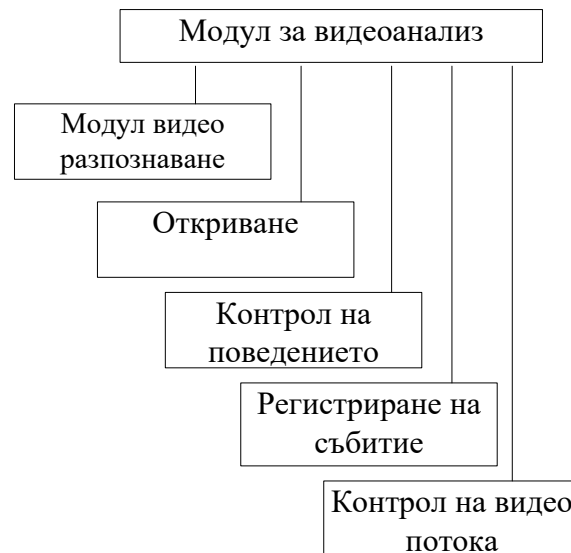 Модул за видеоанализ
Модул видео
разпознаване
Откриване
Контрол на
поведението
Регистриране на
събитие
Контрол на видео
потока